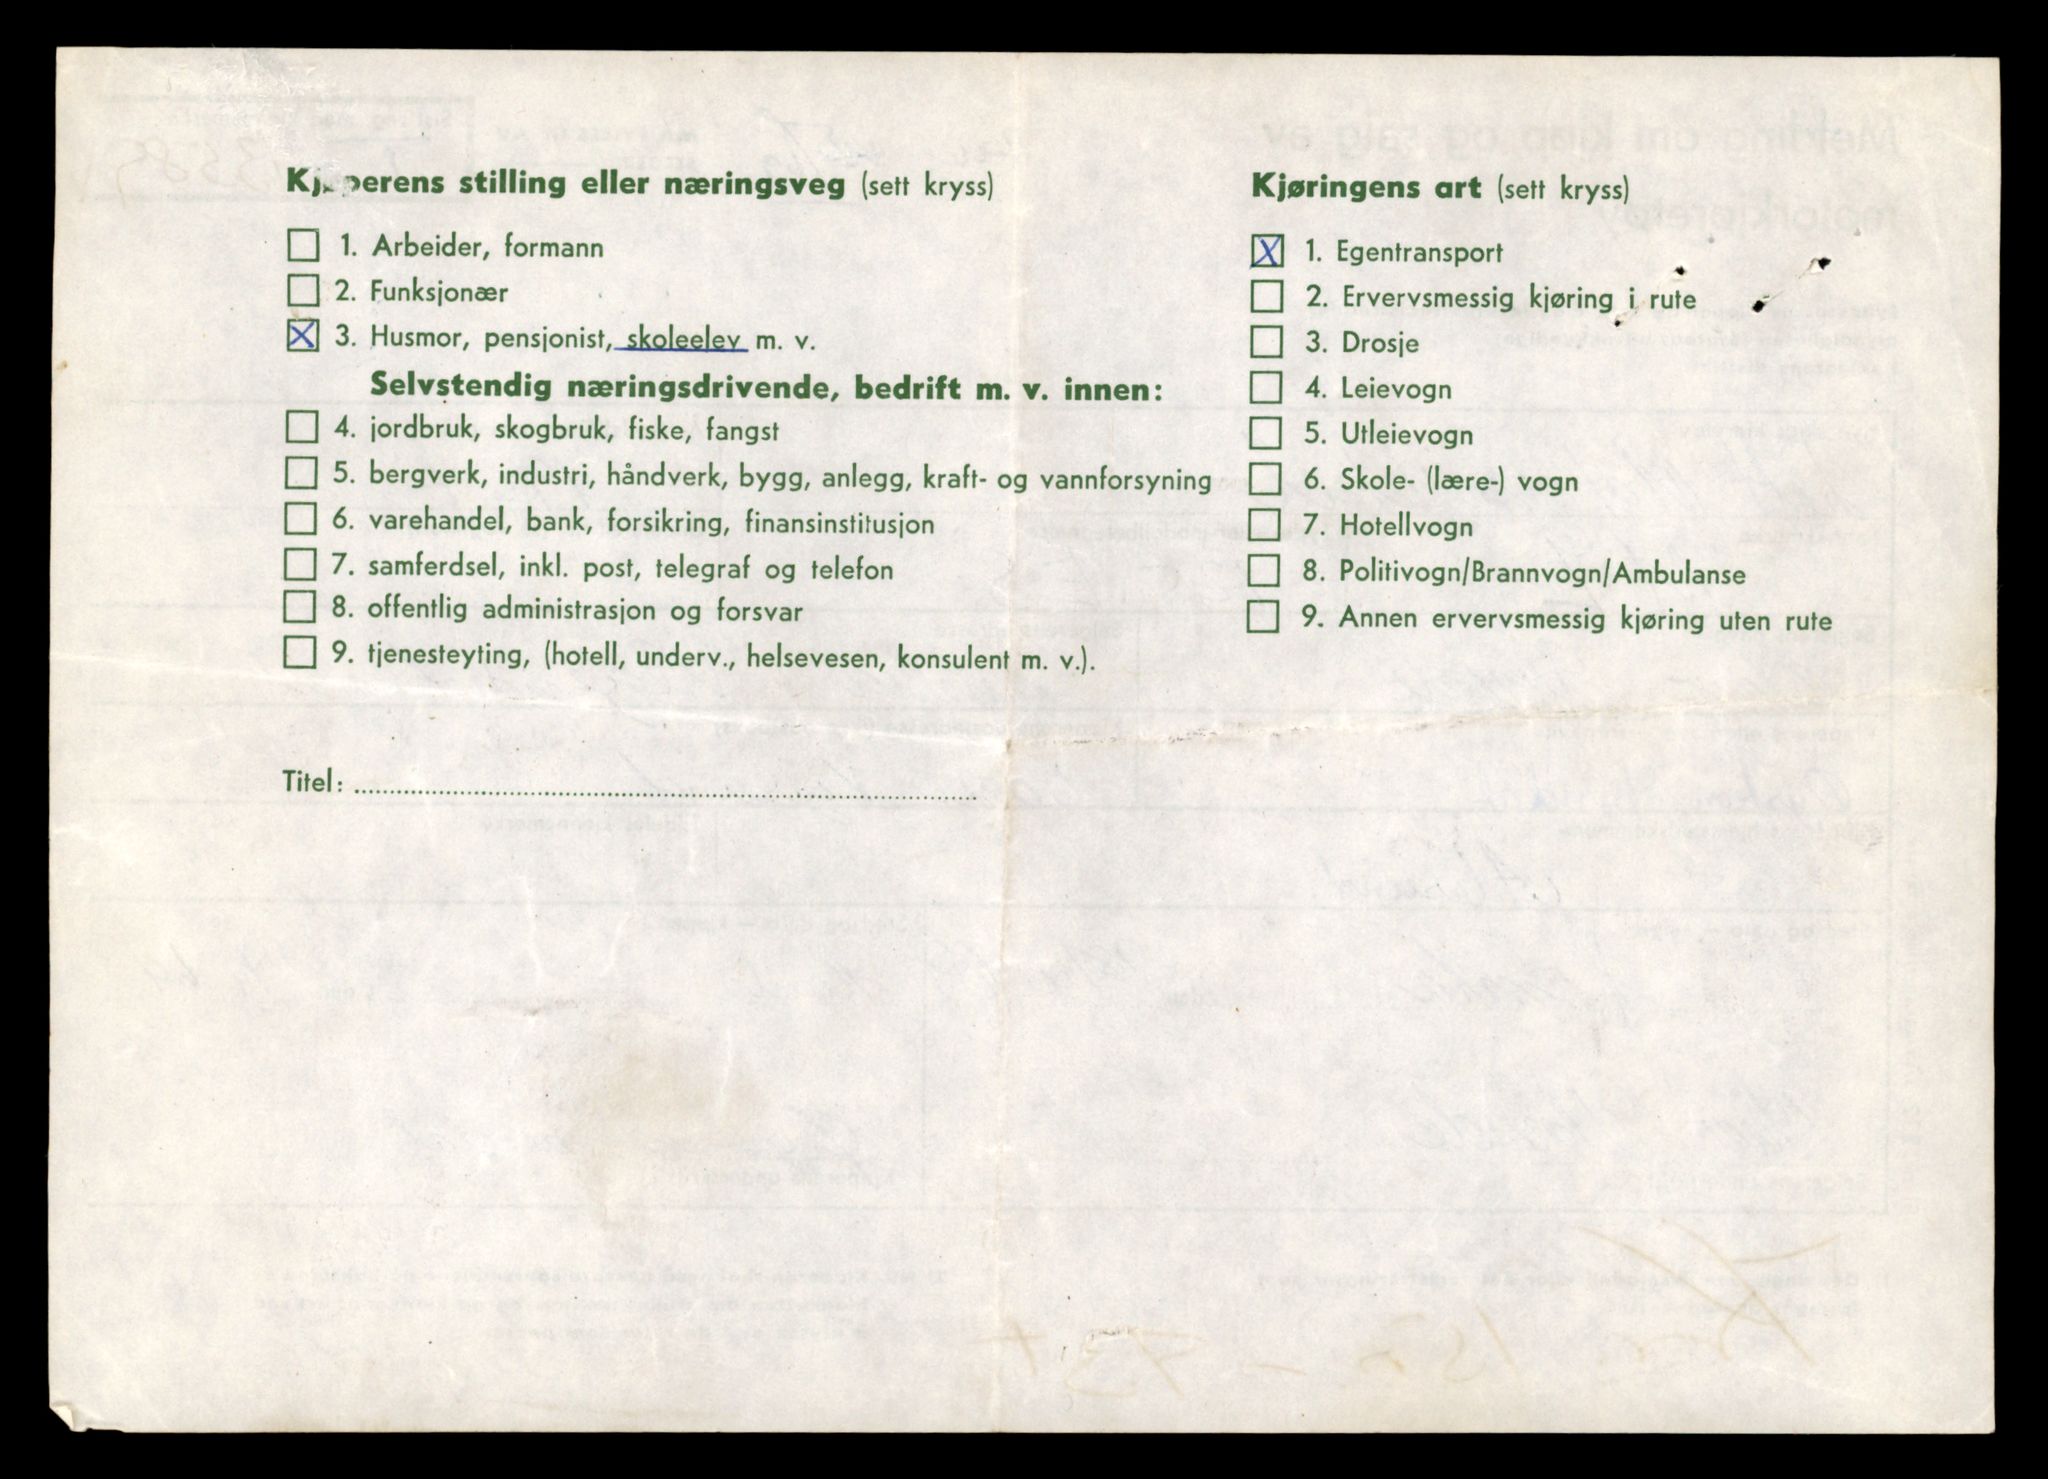 Kjøperens stilling eller næringsveg (sett kryss)
X 1. Arbeider, formann
2. Funksjonær
X 3. Husmor, pensjonist, skoleelev m. v.
Selvstendig næringsdrivende, bedrift m. v. innen:
4. jordbruk, skogbruk, fiske, fangst
5. bergverk, industri, håndverk, bygg, anlegg, kraft- og vannforsyning
6. varehandel, bank, forsikring, finansinstitusjon
7. samferdsel, inkl. post, telegraf og telefon
8. offentlig administrasjon og forsvar
9. tjenesteyting, (hotell, underv., helsevesen, konsulent m. v.).
Titel:
Kjøringens art (sett kryss)
X 1. Egentransport
2. Ervervsmessig kjøring i rute
3. Drosje
4. Leievogn
5. Utleievogn
6. Skole- (lære-) vogn
7. Hotellvogn
8. Politivogn/Brannvogn/Ambulanse
9. Annen ervervsmessig kjøring uten rute